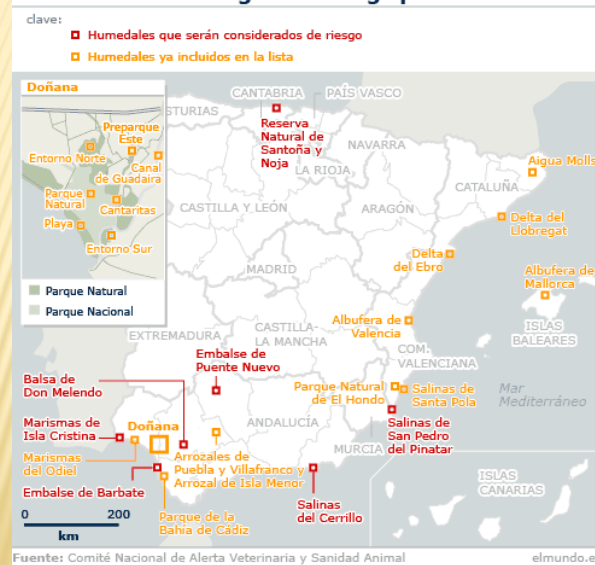 clave:
Humedales que serán considerados de riesgo
Humedales ya incluidos en la lista
Doñana
Preparque
Este
Entorno Norte
Canal
de Guadaira
Parque
Natural
Cantaritas
Playa
Entorno Sur
Parque Natural
Parque Nacional
STURIAS
CANTABRIA
PAÍS VASCO
Reserva
Natural de
Santoña y
Noja
NAVARRA
LA RIOJA
Aigua Molls
CATALUÑA
CASTILLA Y LEÓN
ARAGÓN
Delta del
Llobregat
Delta
del Ebro
MADRID
Albufera de
Mallorca
Albufera de
Valencia
ISLAS
BALEARES
EXTREMADURA
CASTILLA-
LA MANCHA
COM.
VALENCIANA
Embalse de
Puente Nuevo
Balsa de
Don Melendo
Parque Natural
de El Hondo
Salinas de
Santa Pola
Mar
Mediterráneo
Marismas de
Isla Cristina
Doñana
ANDALUCÍA
Salinas de
San Pedro
del Pinatar
MURCIA
Marismas
del Odiel
Arrozales de
Puebla y Villafranco y
Arrozal de Isla Menor
Embalse de Barbate
ISLAS
CANARIAS
0 200
km
Parque de la
Bahía de Cádiz
Salinas
del Cerrillo
Fuente: Comité Nacional de Alerta Veterinaria y Sanidad Animal
elmundo.e